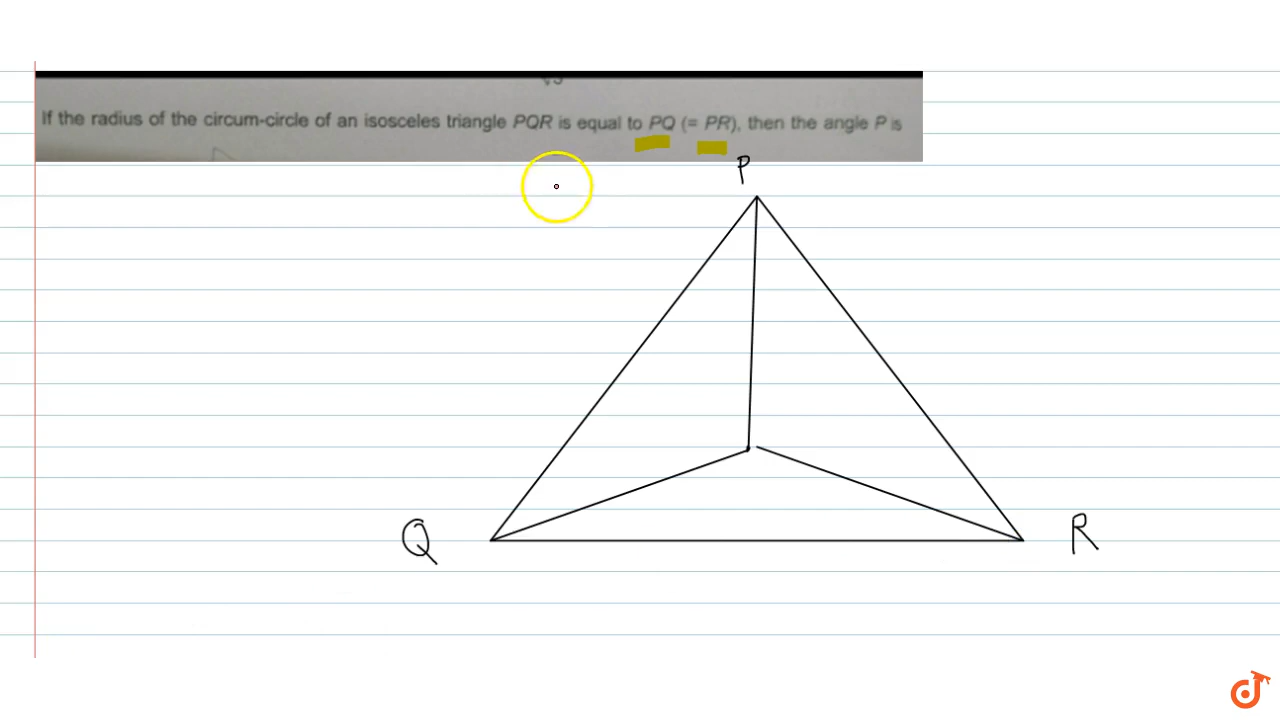 If the radius of the circum-circle of an isosceles triangle PQR is equal to PQ (= PR), then the angle P is
P
Q
R